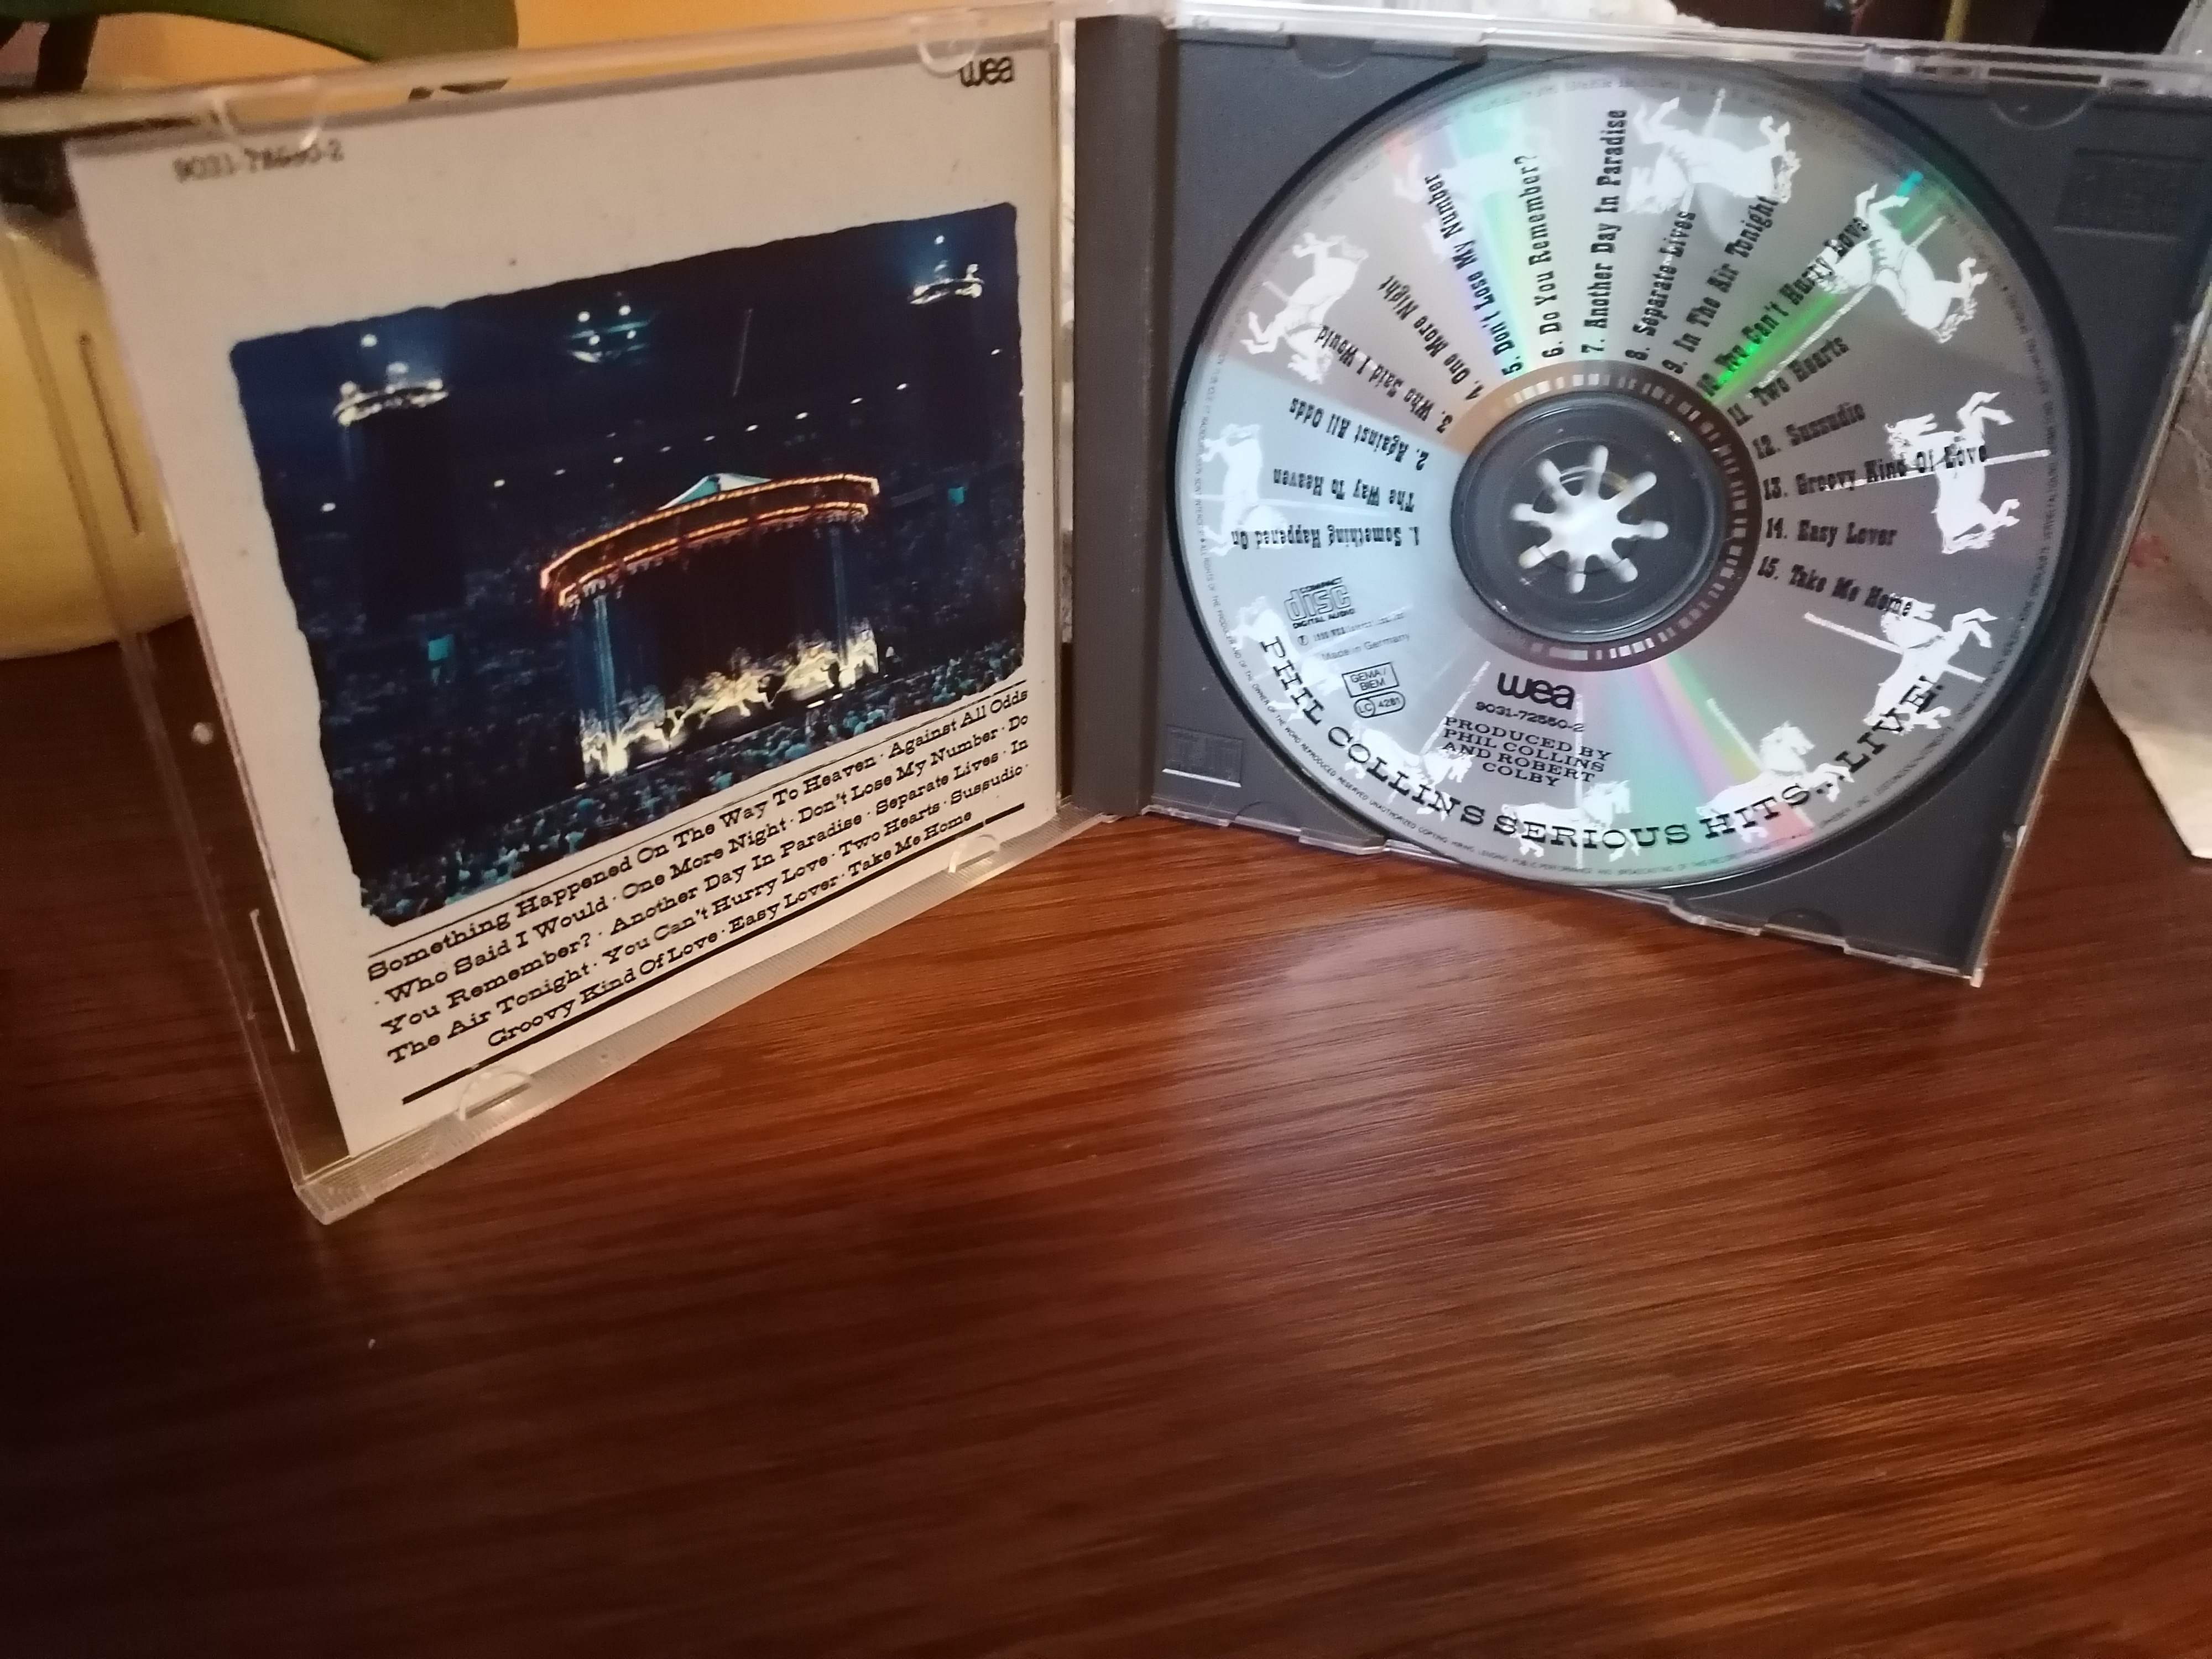 wea
9031-72550-2
Something Happened On The Way To Heaven · Against All Odds
· Who Said I Would · One More Night · Don't Lose My Number · Do
You Remember? · Another Day In Paradise · Separate Lives · In
The Air Tonight · You Can't Hurry Love · Two Hearts · Sussudio ·
Groovy Kind Of Love · Easy Lover · Take Me Home
1. Something Happened On
The Way To Heaven
2. Against All Odds
3. Who Said I Would
4. One More Night
5. Don't Lose My Number
6. Do You Remember?
7. Another Day In Paradise
8. Separate Lives
9. In The Air Tonight
10. You Can't Hurry Love
11. Two Hearts
12. Sussudio
13. Groovy Kind Of Love
14. Easy Lover
15. Take Me Home
COMPACT
disc
DIGITAL AUDIO
Made in Germany
GEMA/
BIEM
LC 4281
wea
9031-72550-2
PRODUCED BY
PHIL COLLINS
AND ROBERT
COLBY
PHIL COLLINS SERIOUS HITS...LIVE!